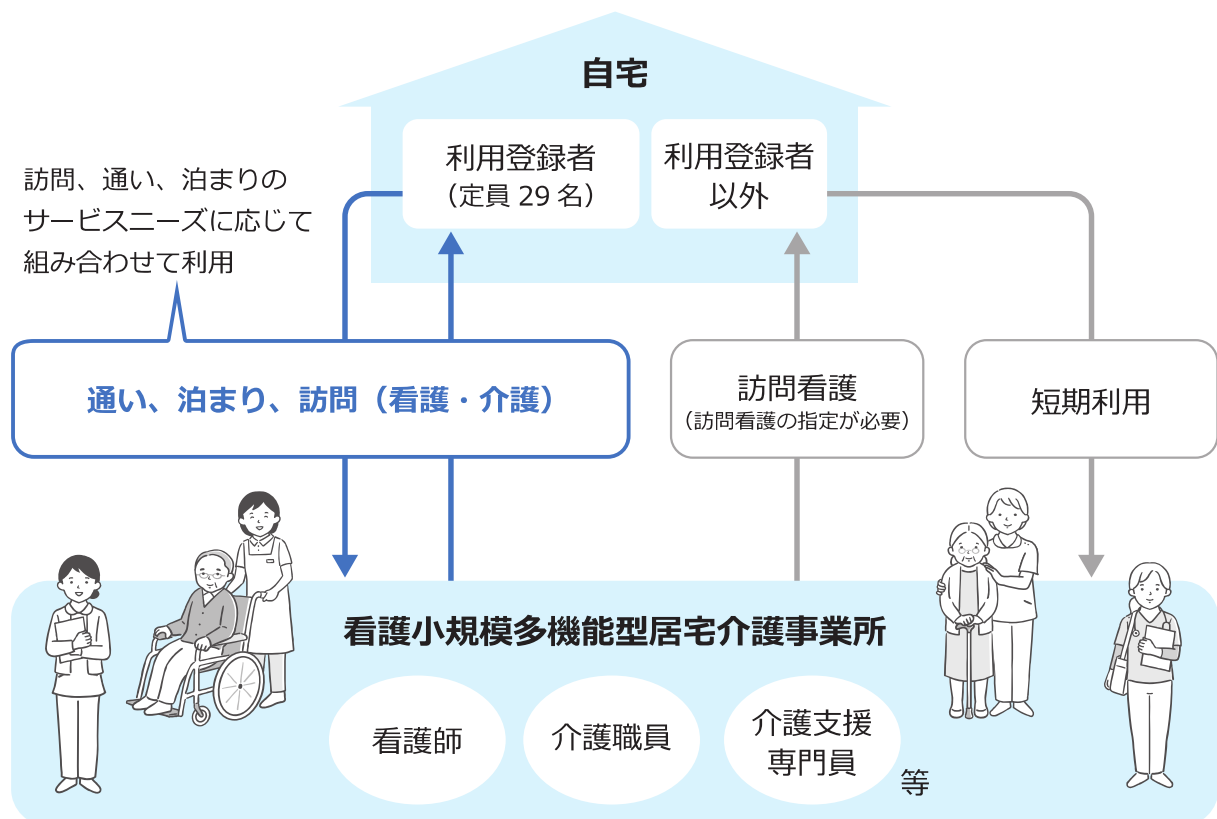 自宅
利用登録者
（定員 29 名）
利用登録者
以外
訪問、通い、泊まりの
サービスニーズに応じて
組み合わせて利用
通い、泊まり、訪問（看護・介護）
訪問看護
（訪問看護の指定が必要）
短期利用
看護小規模多機能型居宅介護事業所
看護師
介護職員
介護支援
専門員
等